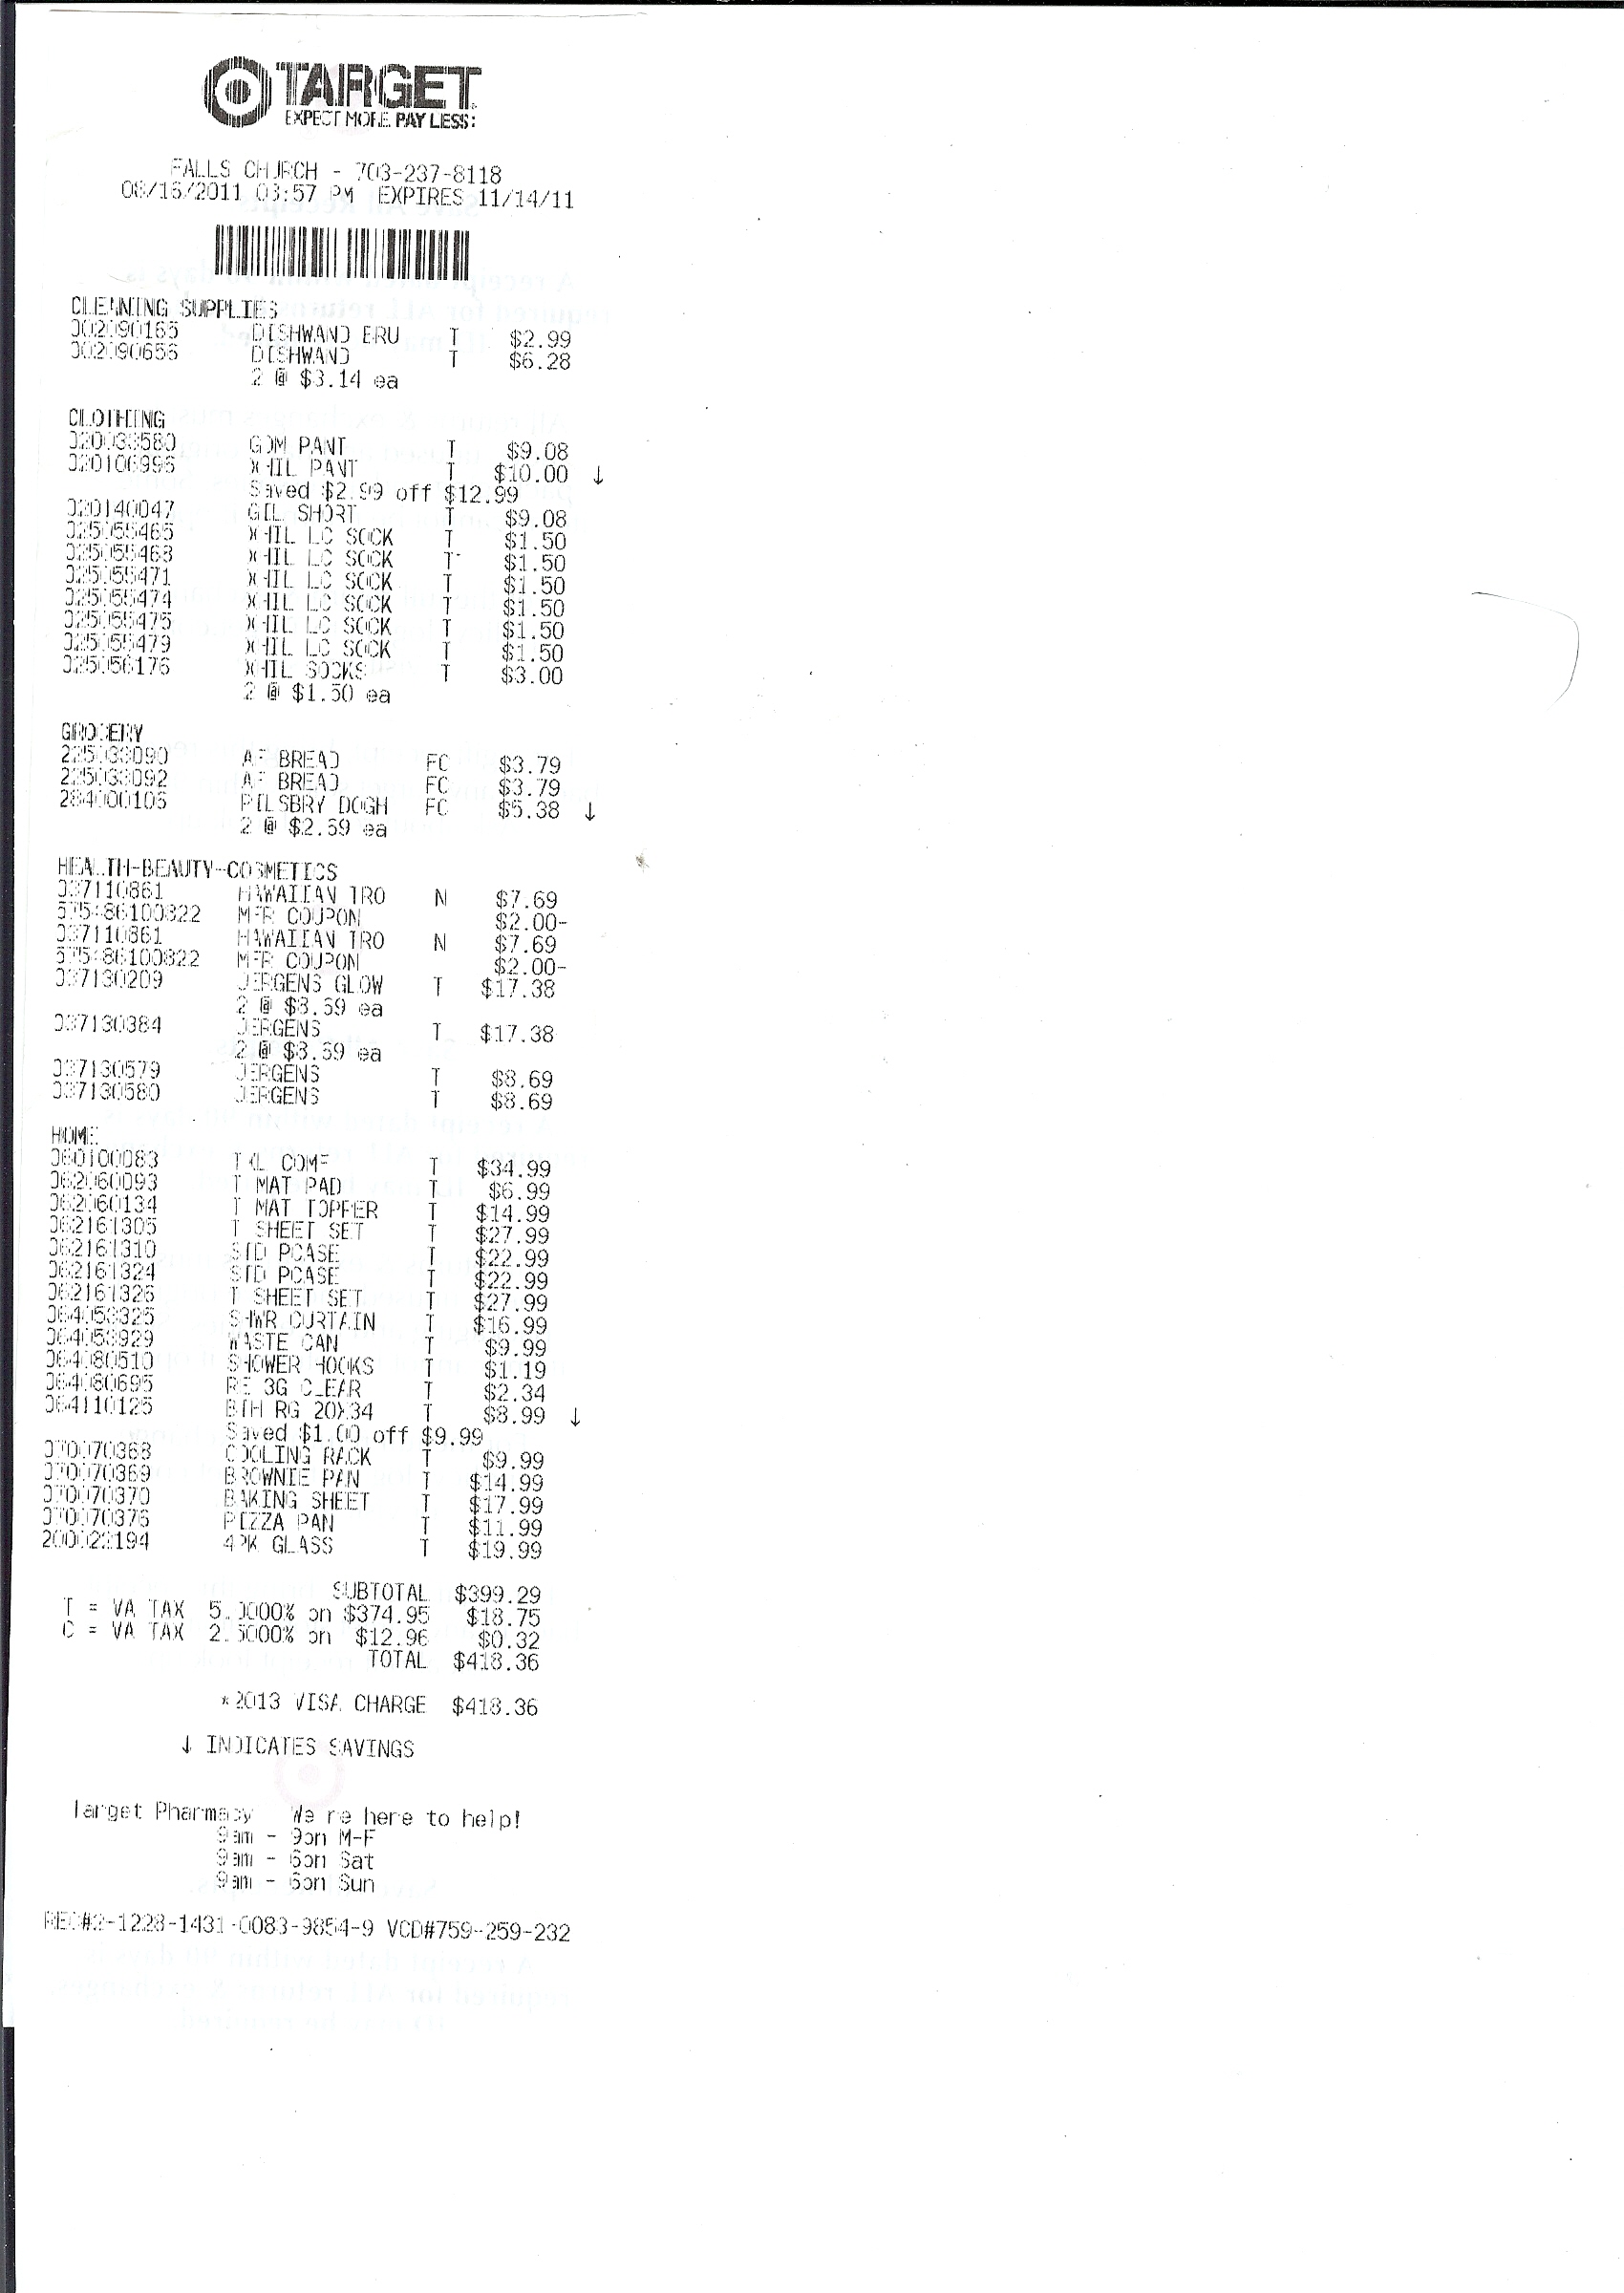 TARGET
EXPECT MORE. PAY LESS.
FALLS CHURCH - 703-237-8118
08/16/2011 03:57 PM EXPIRES 11/14/11
CLEANING SUPPLIES
002090165 DISHWAND ERU T $2.99
002090656 DISHWAND T $6.28
2 @ $3.14 ea
CLOTHING
020033580 GOM PANT T $9.08
020106996 XHIL PANT T $10.00 ↓
Saved $2.99 off $12.99
020140047 GIL SHORT T $9.08
025055465 XHIL LC SOCK T $1.50
025055468 XHIL LC SOCK T $1.50
025055471 XHIL LC SOCK T $1.50
025055474 XHIL LC SOCK T $1.50
025055475 XHIL LC SOCK T $1.50
025055479 XHIL LC SOCK T $1.50
025056176 XHIL SOCKS T $3.00
2 @ $1.50 ea
GROCERY
225033090 AF BREAD FC $3.79
225033092 AF BREAD FC $3.79
284000106 PILSBRY DOGH FC $5.38 ↓
2 @ $2.69 ea
HEALTH-BEAUTY-COSMETICS
037110861 HAWAIIAN TRO N $7.69
575486100822 MFR COUPON $2.00-
037110861 HAWAIIAN TRO N $7.69
575486100822 MFR COUPON $2.00-
037130209 JERGENS GLOW T $17.38
2 @ $8.69 ea
037130384 JERGENS T $17.38
2 @ $8.69 ea
037130579 JERGENS T $8.69
037130580 JERGENS T $8.69
HOME
060100083 TXL COMF T $34.99
062060093 T MAT PAD T $6.99
062060134 T MAT TOPPER T $14.99
062161305 T SHEET SET T $27.99
062161310 STD PCASE T $22.99
062161324 STD PCASE T $22.99
062161326 T SHEET SET T $27.99
064053325 SHWR CURTAIN T $16.99
064053929 WASTE CAN T $9.99
064080510 SHOWER HOOKS T $1.19
064080695 RE 3G CLEAR T $2.34
064110125 BTH RG 20X34 T $8.99 ↓
Saved $1.00 off $9.99
070070368 COOLING RACK T $9.99
070070369 BROWNIE PAN T $14.99
070070370 BAKING SHEET T $17.99
070070376 PIZZA PAN T $11.99
200022194 4PK GLASS T $19.99
SUBTOTAL $399.29
T = VA TAX 5.0000% on $374.95 $18.75
C = VA TAX 2.5000% on $12.96 $0.32
TOTAL $418.36
*2013 VISA CHARGE $418.36
↓ INDICATES SAVINGS
Target Pharmacy We're here to help!
9am - 9pm M-F
9am - 6pm Sat
9am - 6pm Sun
REC#2-1228-1431-0083-9854-9 VCD#759-259-232